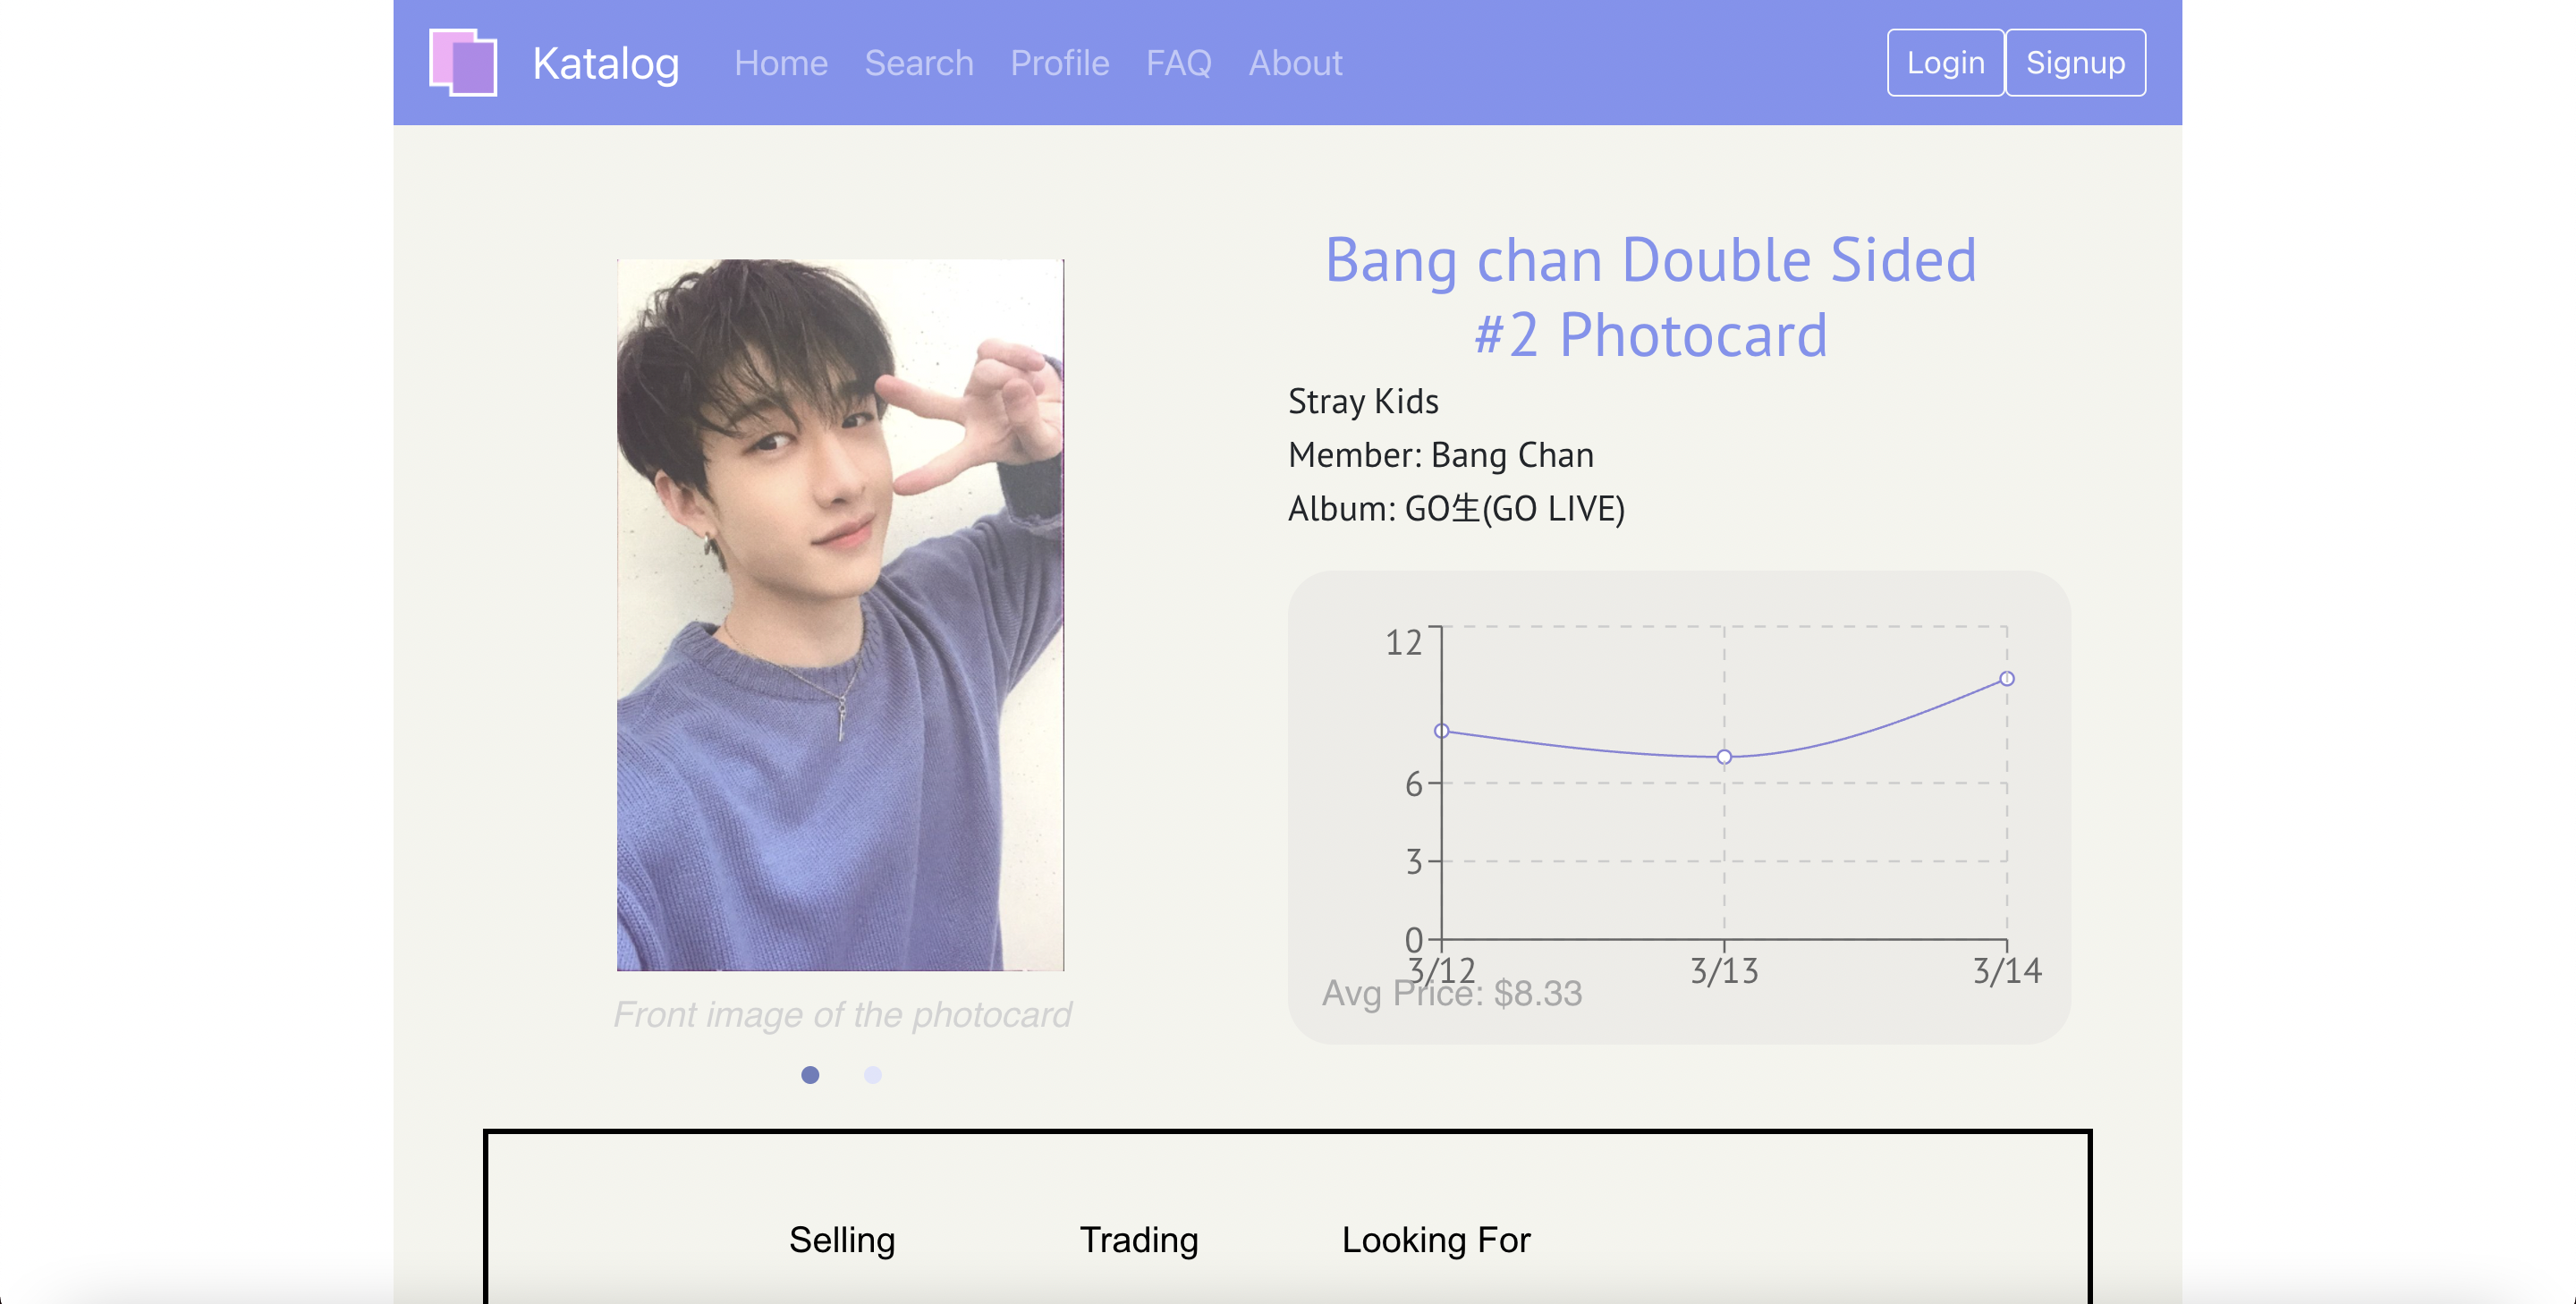 Katalog
Home Search Profile FAQ About
Login Signup
Bang chan Double Sided
#2 Photocard
Stray Kids
Member: Bang Chan
Album: GO生(GO LIVE)
12
6
3
0
3/12 3/13 3/14
Avg Price: $8.33
Front image of the photocard
Selling Trading Looking For